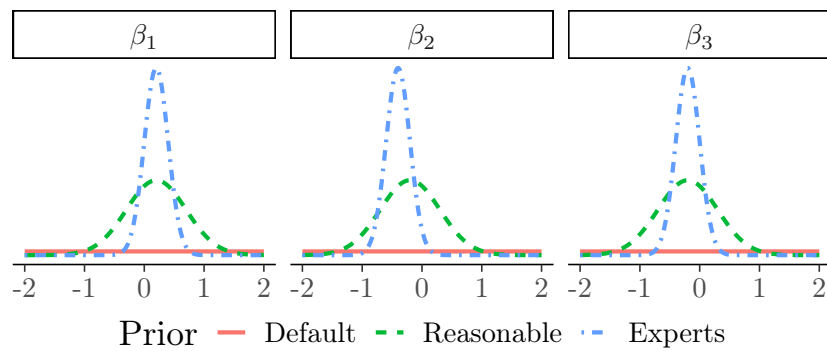 β1 β2 β3
-2 -1 0 1 2 -2 -1 0 1 2 -2 -1 0 1 2
Prior Default Reasonable Experts